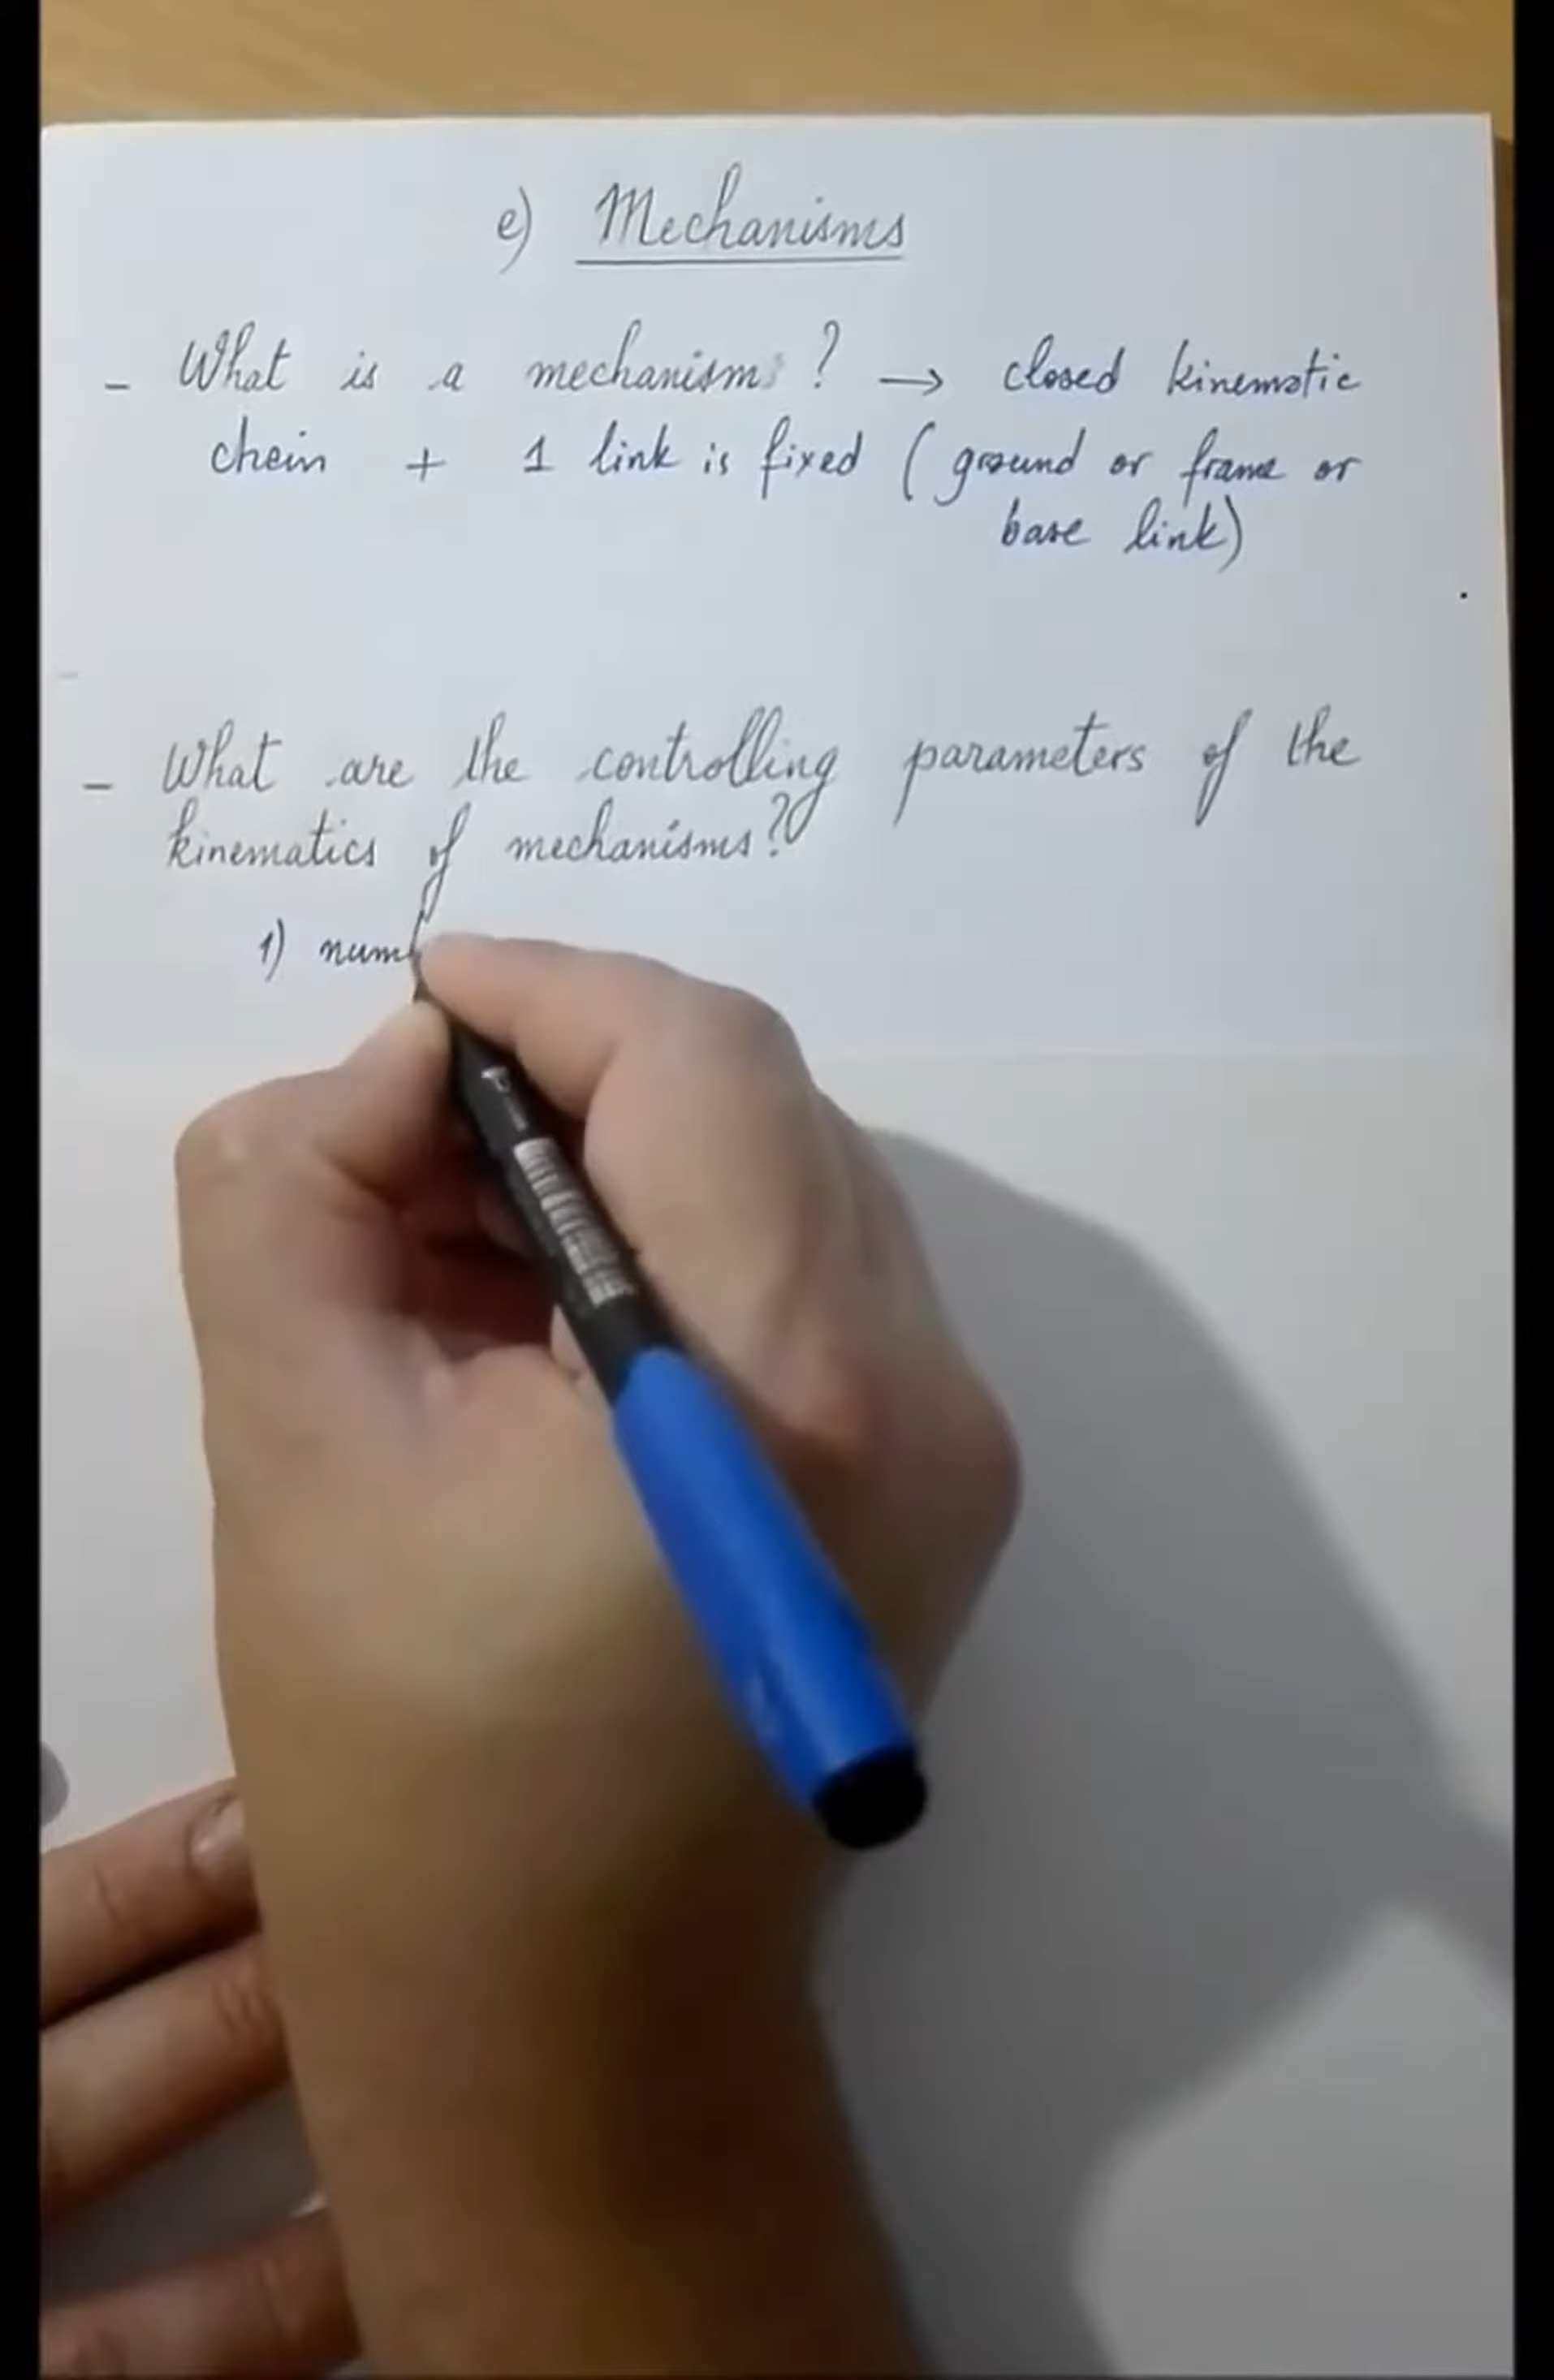 e) Mechanisms
- What is a mechanism ? → closed kinematic
chein + 1 link is fixed ( ground or frame or
base link)
- What are the controlling parameters of the
kinematics of mechanisms?
1) num